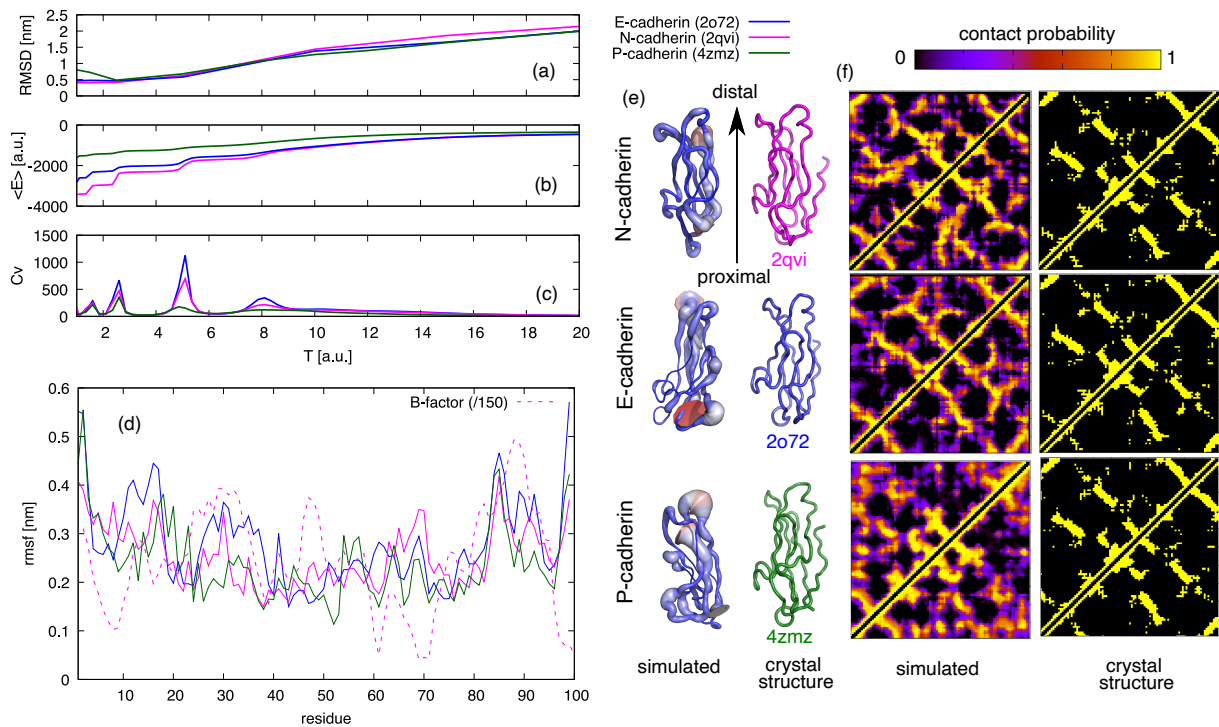 E-cadherin (2o72)
N-cadherin (2qvi)
P-cadherin (4zmz)
RMSD [nm]
2.5
2
1.5
1
0.5
0
(a)
<E> [a.u.]
0
-2000
-4000
(b)
Cv
1500
1000
500
0
(c)
2 4 6 8 10 12 14 16 18 20
T [a.u.]
rmsf [nm]
0.6
0.5
0.4
0.3
0.2
0.1
0
(d)
B-factor (/150)
10 20 30 40 50 60 70 80 90 100
residue
(e)
distal
proximal
N-cadherin
2qvi
E-cadherin
2o72
P-cadherin
4zmz
simulated
crystal
structure
contact probability
0 1
(f)
simulated
crystal
structure